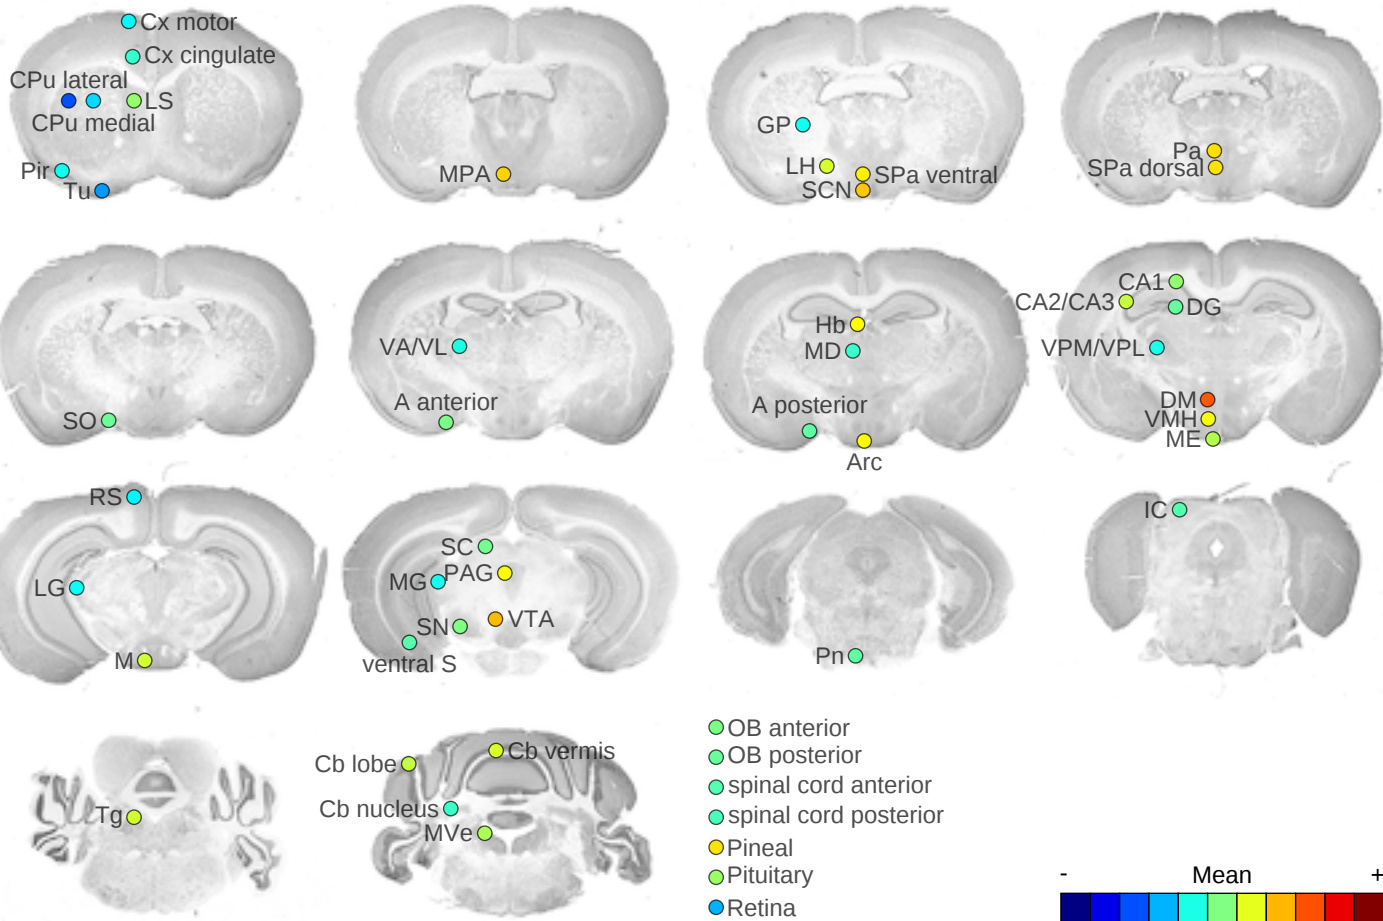 Cx motor
Cx cingulate
CPu lateral
LS
CPu medial
Pir
Tu
MPA
GP
LH
SPa ventral
SCN
Pa
SPa dorsal
SO
VA/VL
A anterior
Hb
MD
A posterior
Arc
CA1
CA2/CA3
DG
VPM/VPL
DM
VMH
ME
RS
LG
M
SC
PAG
MG
VTA
SN
ventral S
Pn
IC
Tg
Cb lobe
Cb vermis
Cb nucleus
MVe
OB anterior
OB posterior
spinal cord anterior
spinal cord posterior
Pineal
Pituitary
Retina
- Mean +